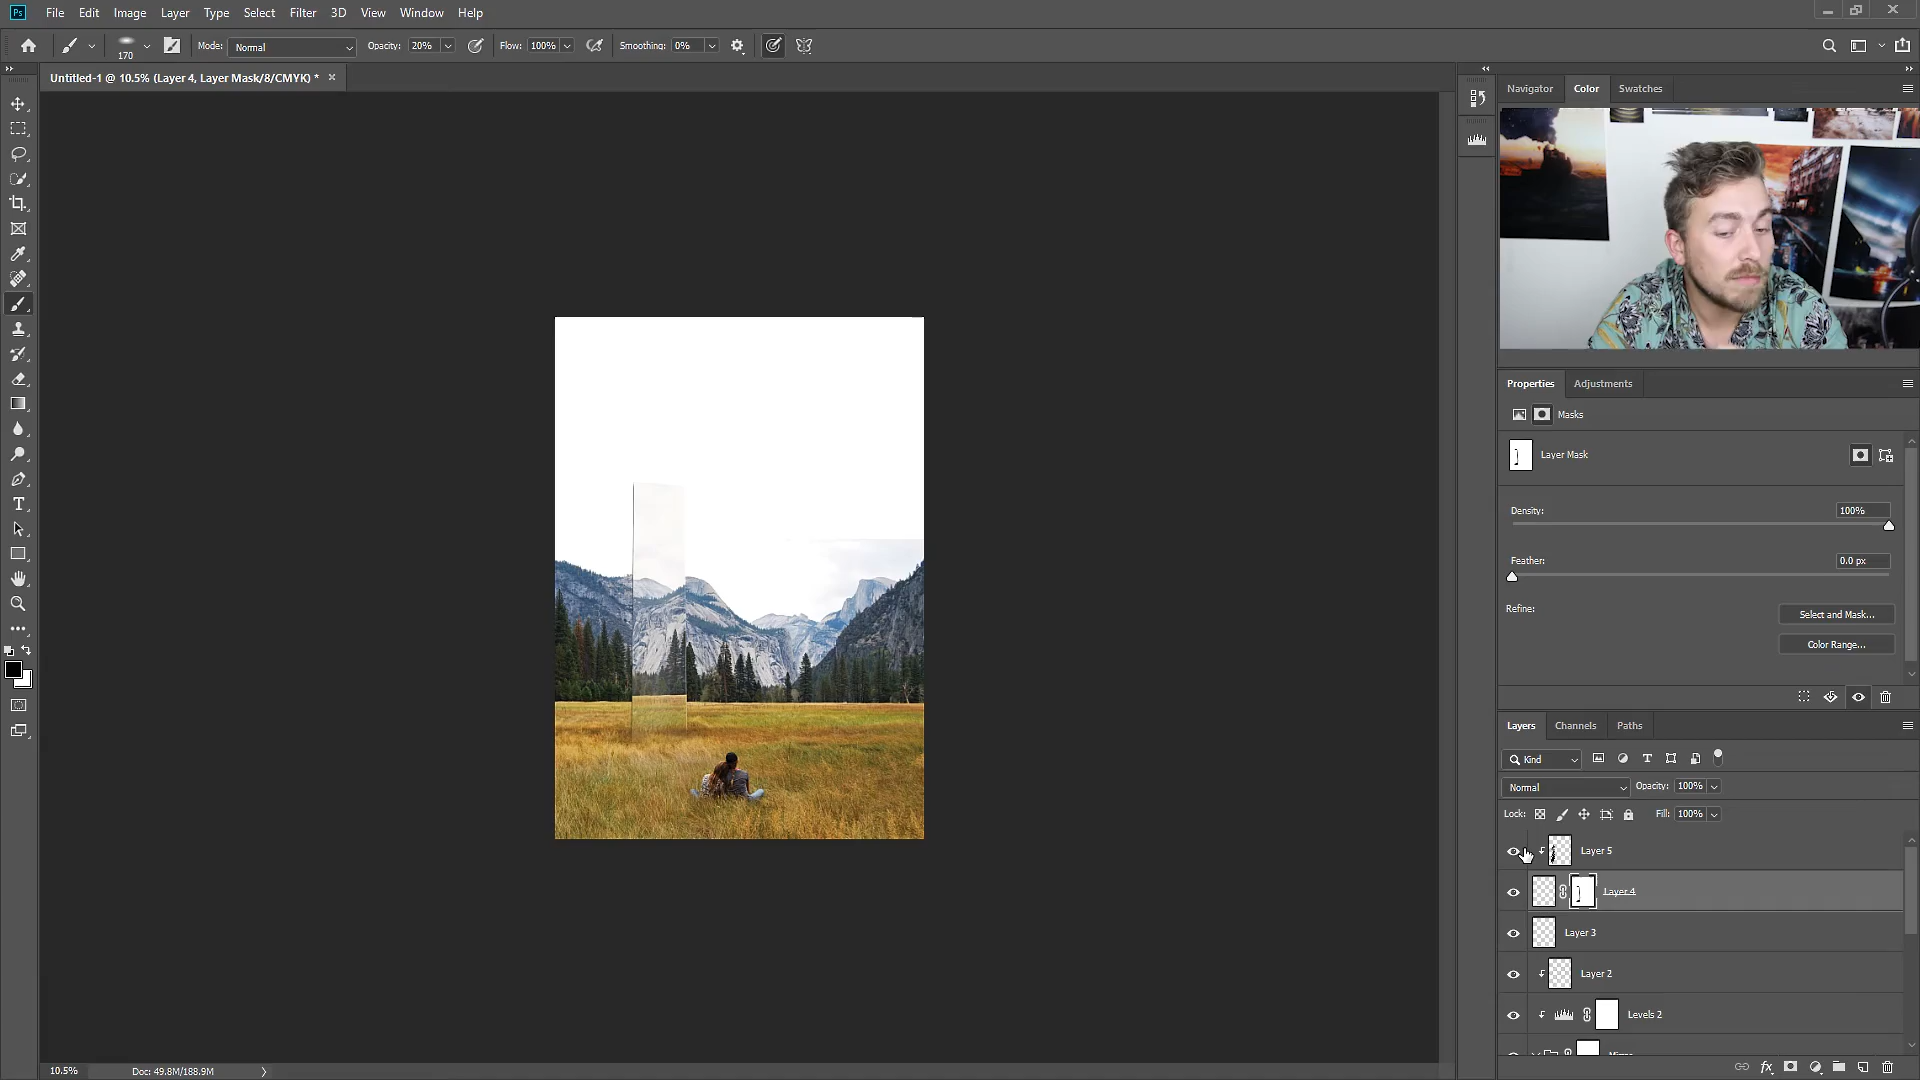 Ps File Edit Image Layer Type Select Filter 3D View Window Help
170 Mode: Normal Opacity: 20% Flow: 100% Smoothing: 0%
Untitled-1 @ 10.5% (Layer 4, Layer Mask/8/CMYK) *
Navigator Color Swatches
Properties Adjustments
Masks
Layer Mask
Density: 100%
Feather: 0.0 px
Refine:
Select and Mask...
Color Range...
Layers Channels Paths
Kind
Normal Opacity: 100%
Lock: Fill: 100%
Layer 5
Layer 4
Layer 3
Layer 2
Levels 2
10.5% Doc: 49.8M/188.9M